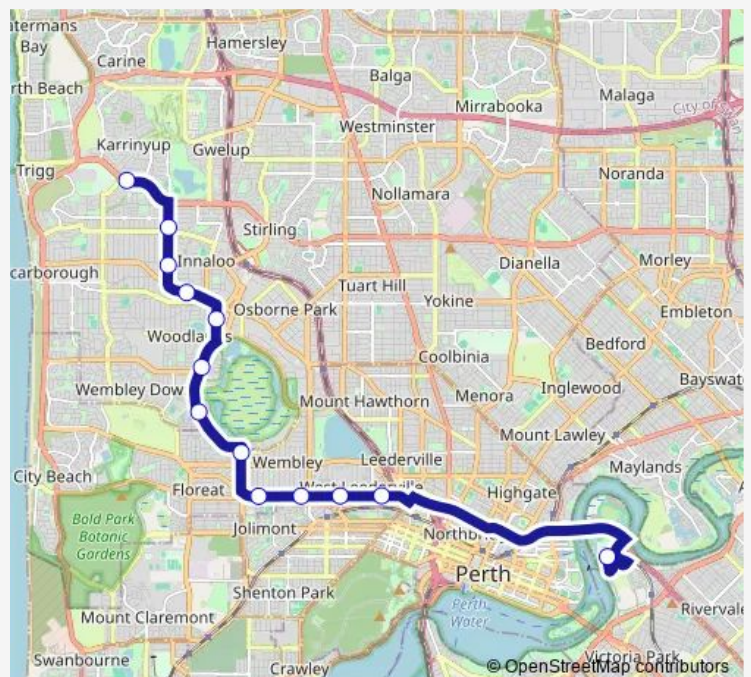 atermans
Bay
Hamersley
Carine
rth Beach
Balga
Malaga
Mirrabooka
Westminster
Karrinyup
Gwelup
Trigg
Noranda
Nollamara
Stirling
Innaloo
Dianella
Morley
carborough
Tuart Hill
Yokine
Osborne Park
Embleton
Woodla
Bedford
Coolbinia
Bayswat
Wembley Dow
Inglewood
Menora
Mount Hawthorn
Mount Lawley
Maylands
Leederville
Wembley
City Beach
Floreat
West Leederville
Highgate
Bold Park
Botanic
Gardens
Jolimont
Northbri
Perth
Shenton Park
Perth
Water
Rivervale
Mount Claremont
Swanbourne
Crawley
Victoria Park
© OpenStreetMap contributors